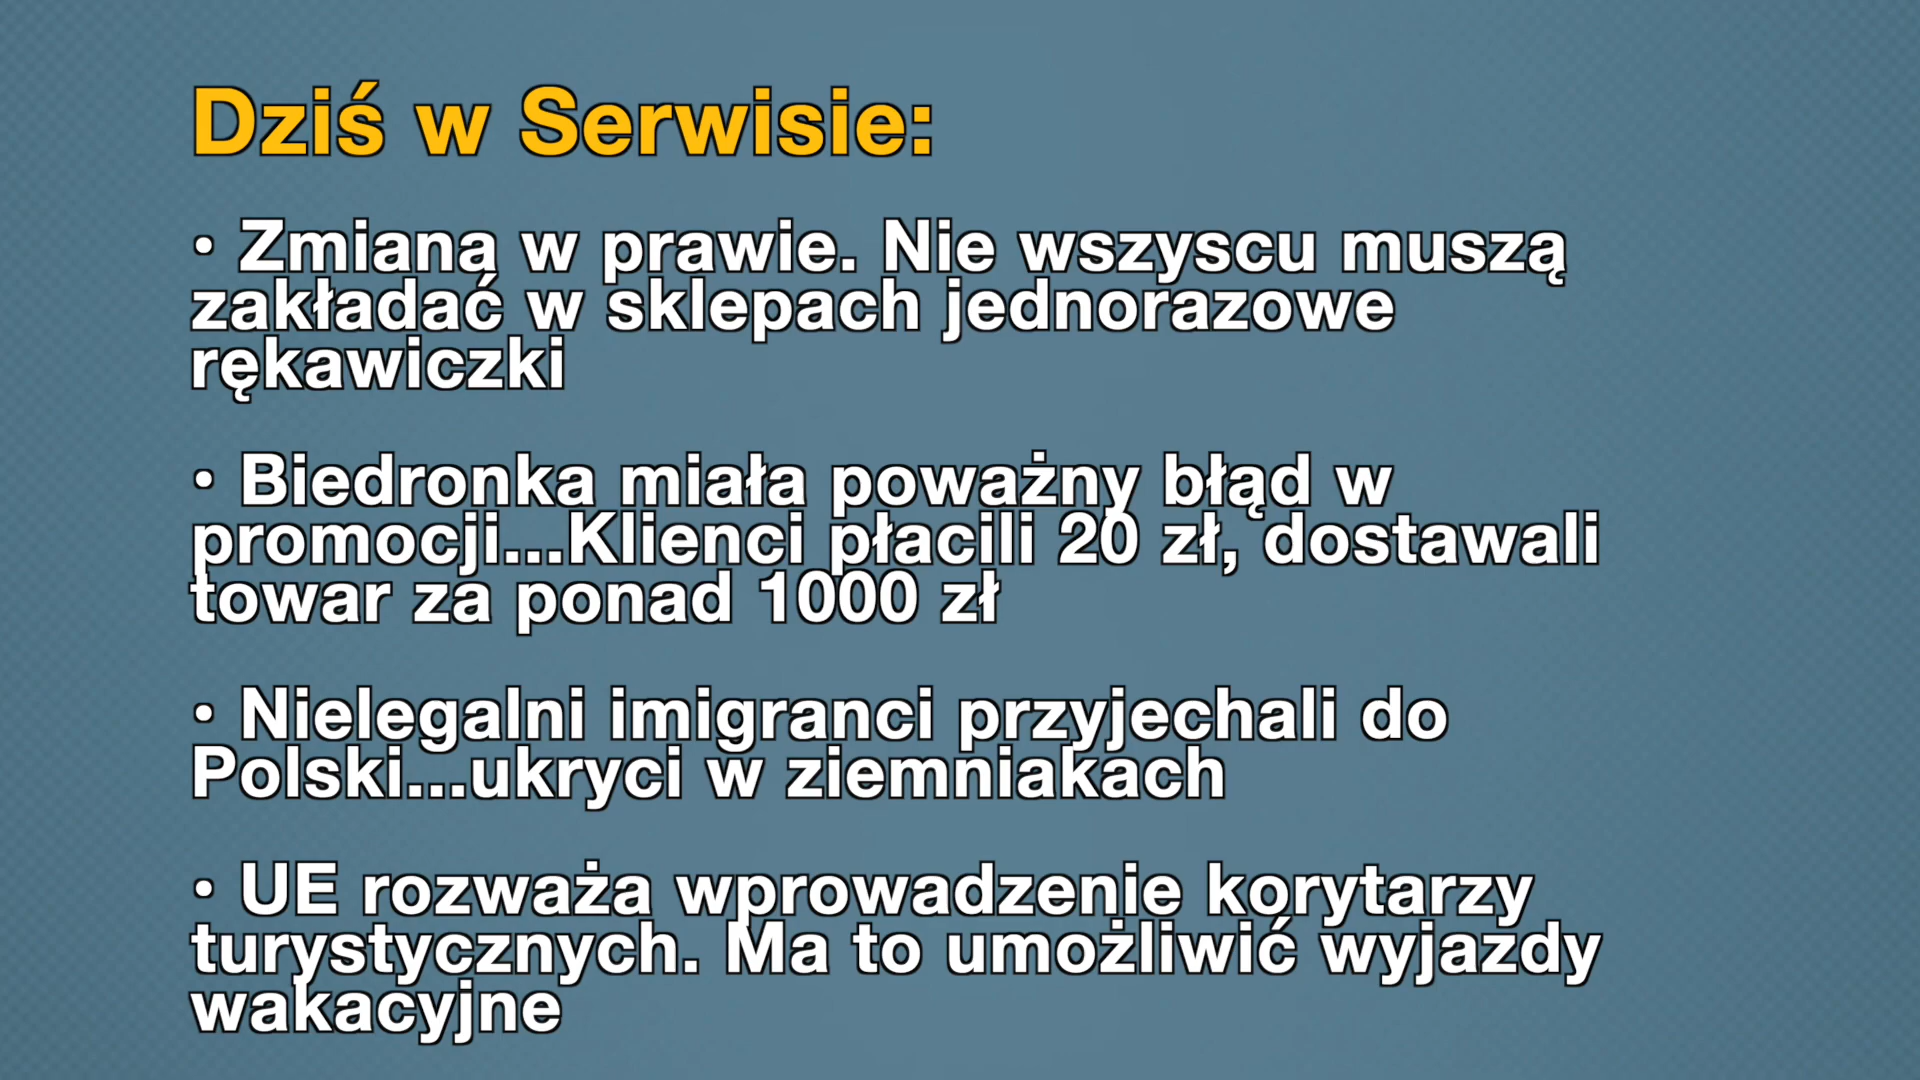 Dziś w Serwisie:
• Zmiana w prawie. Nie wszyscu muszą
zakładać w sklepach jednorazowe
rękawiczki
• Biedronka miała poważny błąd w
promocji...Klienci płacili 20 zł, dostawali
towar za ponad 1000 zł
• Nielegalni imigranci przyjechali do
Polski...ukryci w ziemniakach
• UE rozważa wprowadzenie korytarzy
turystycznych. Ma to umożliwić wyjazdy
wakacyjne